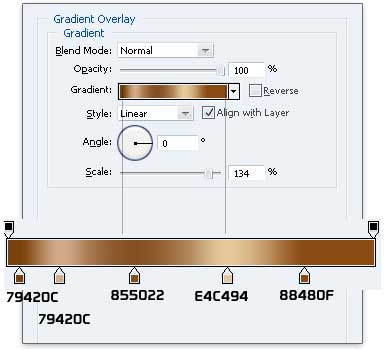 Gradient Overlay
Gradient
Blend Mode: Normal
Opacity: 100 %
Gradient: Reverse
Style: Linear Align with Layer
Angle: 0 °
Scale: 134 %
79420C 855022 E4C494 88480F
79420C